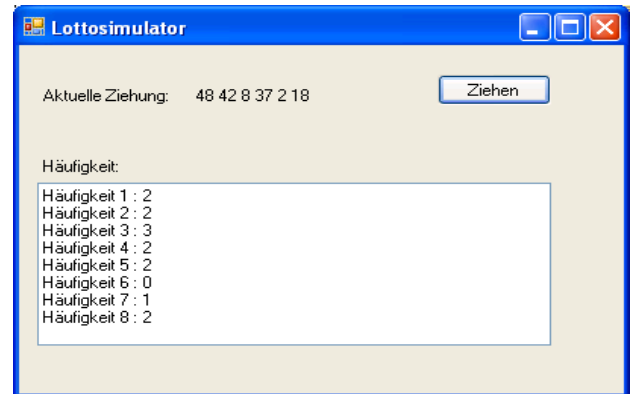 Lottosimulator
Aktuelle Ziehung: 48 42 8 37 2 18 Ziehen
Häufigkeit:
Häufigkeit 1 : 2
Häufigkeit 2 : 2
Häufigkeit 3 : 3
Häufigkeit 4 : 2
Häufigkeit 5 : 2
Häufigkeit 6 : 0
Häufigkeit 7 : 1
Häufigkeit 8 : 2